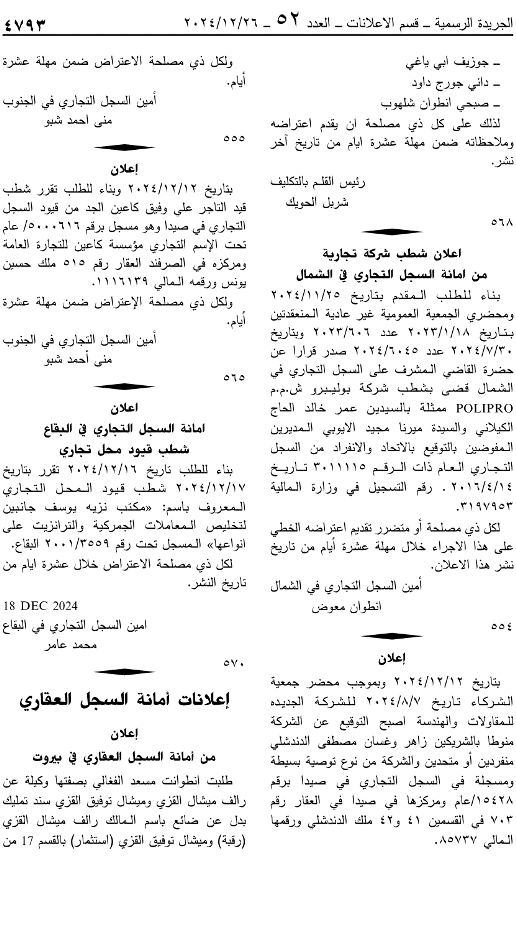 الجريدة الرسمية ـ قسم الاعلانات ـ العدد ٥٢ ـ ٢٠٢٤/١٢/٢٦
٤٧٩٣
ـ جوزيف ابي ياغي
ـ داني جورج داود
ـ صبحي انطوان شلهوب
لذلك على كل ذي مصلحة ان يقدم اعتراضه
وملاحظاته ضمن مهلة عشرة ايام من تاريخ آخر
نشر.
رئيس القلم بالتكليف
شربل الحويك
٥٦٨
اعلان شطب شركة تجارية
من امانة السجل التجاري في الشمال
بناء للطلب المقدم بتاريخ ٢٠٢٤/١١/٢٥
ومحضري الجمعية العمومية غير عادية المنعقدتين
بتاريخ ٢٠٢٣/١/١٨ عدد ٢٠٢٣/٦٠٦ وبتاريخ
٢٠٢٤/٧/٣٠ عدد ٢٠٢٤/٦٠٤٥ صدر قرارا عن
حضرة القاضي المشرف على السجل التجاري في
الشمال قضى بشطب شركة بوليبرو ش.م.م
POLIPRO ممثلة بالسيدين عمر خالد الحاج
الكيلاني والسيدة ميرنا مجيد الايوبي المديرين
المفوضين بالتوقيع بالاتحاد والانفراد من السجل
التجاري العام ذات الرقم ٣٠١١١١٥ تاريخ
٢٠١٦/٤/١٤ . رقم التسجيل في وزارة المالية
٣١٩٧٩٥٣.
لكل ذي مصلحة أو متضرر تقديم اعتراضه الخطي
على هذا الاجراء خلال مهلة عشرة أيام من تاريخ
نشر هذا الاعلان.
أمين السجل التجاري في الشمال
انطوان معوض
٥٥٤
إعلان
بتاريخ ٢٠٢٤/١٢/١٢ وبموجب محضر جمعية
الشركاء تاريخ ٢٠٢٤/٨/٧ للشركة الجديده
للمقاولات والهندسة اصبح التوقيع عن الشركة
منوطا بالشريكين زاهر وغسان مصطفى الدندشلي
منفردين أو متحدين والشركة من نوع توصية بسيطة
ومسجلة في السجل التجاري في صيدا برقم
١٥٤٢٨/عام ومركزها في صيدا في العقار رقم
٧٠٣ في القسمين ٤١ و٤٢ ملك الدندشلي ورقمها
المالي ٨٥٧٣٧.
ولكل ذي مصلحة الاعتراض ضمن مهلة عشرة
أيام.
أمين السجل التجاري في الجنوب
منى احمد شبو
٥٥٥
إعلان
بتاريخ ٢٠٢٤/١٢/١٢ وبناء للطلب تقرر شطب
قيد التاجر علي وفيق كاعين الجد من قيود السجل
التجاري في صيدا وهو مسجل برقم ٥٠٠٠٦١٦/ عام
تحت الإسم التجاري مؤسسة كاعين للتجارة العامة
ومركزه في الصرفند العقار رقم ٥١٥ ملك حسين
يونس ورقمه المالي ١١١٦١٣٩.
ولكل ذي مصلحة الإعتراض ضمن مهلة عشرة
أيام.
أمين السجل التجاري في الجنوب
منى أحمد شبو
٥٦٥
اعلان
امانة السجل التجاري في البقاع
شطب قيود محل تجاري
بناء للطلب تاريخ ٢٠٢٤/١٢/١٦ تقرر بتاريخ
٢٠٢٤/١٢/١٧ شطب قيود المحل التجاري
المعروف باسم: «مكتب نزيه يوسف جانبين
لتخليص المعاملات الجمركية والترانزيت على
انواعها» المسجل تحت رقم ٢٠٠١/٣٥٥٩ البقاع.
لكل ذي مصلحة الاعتراض خلال عشرة ايام من
تاريخ النشر.
18 DEC 2024
امين السجل التجاري في البقاع
محمد عامر
٥٧٠
إعلانات أمانة السجل العقاري
إعلان
من أمانة السجل العقاري في بيروت
طلبت انطوانت مسعد الفغالي بصفتها وكيلة عن
رالف ميشال القزي وميشال توفيق القزي سند تمليك
بدل عن ضائع باسم المالك رالف ميشال القزي
(رقبة) وميشال توفيق القزي (استثمار) بالقسم 17 من